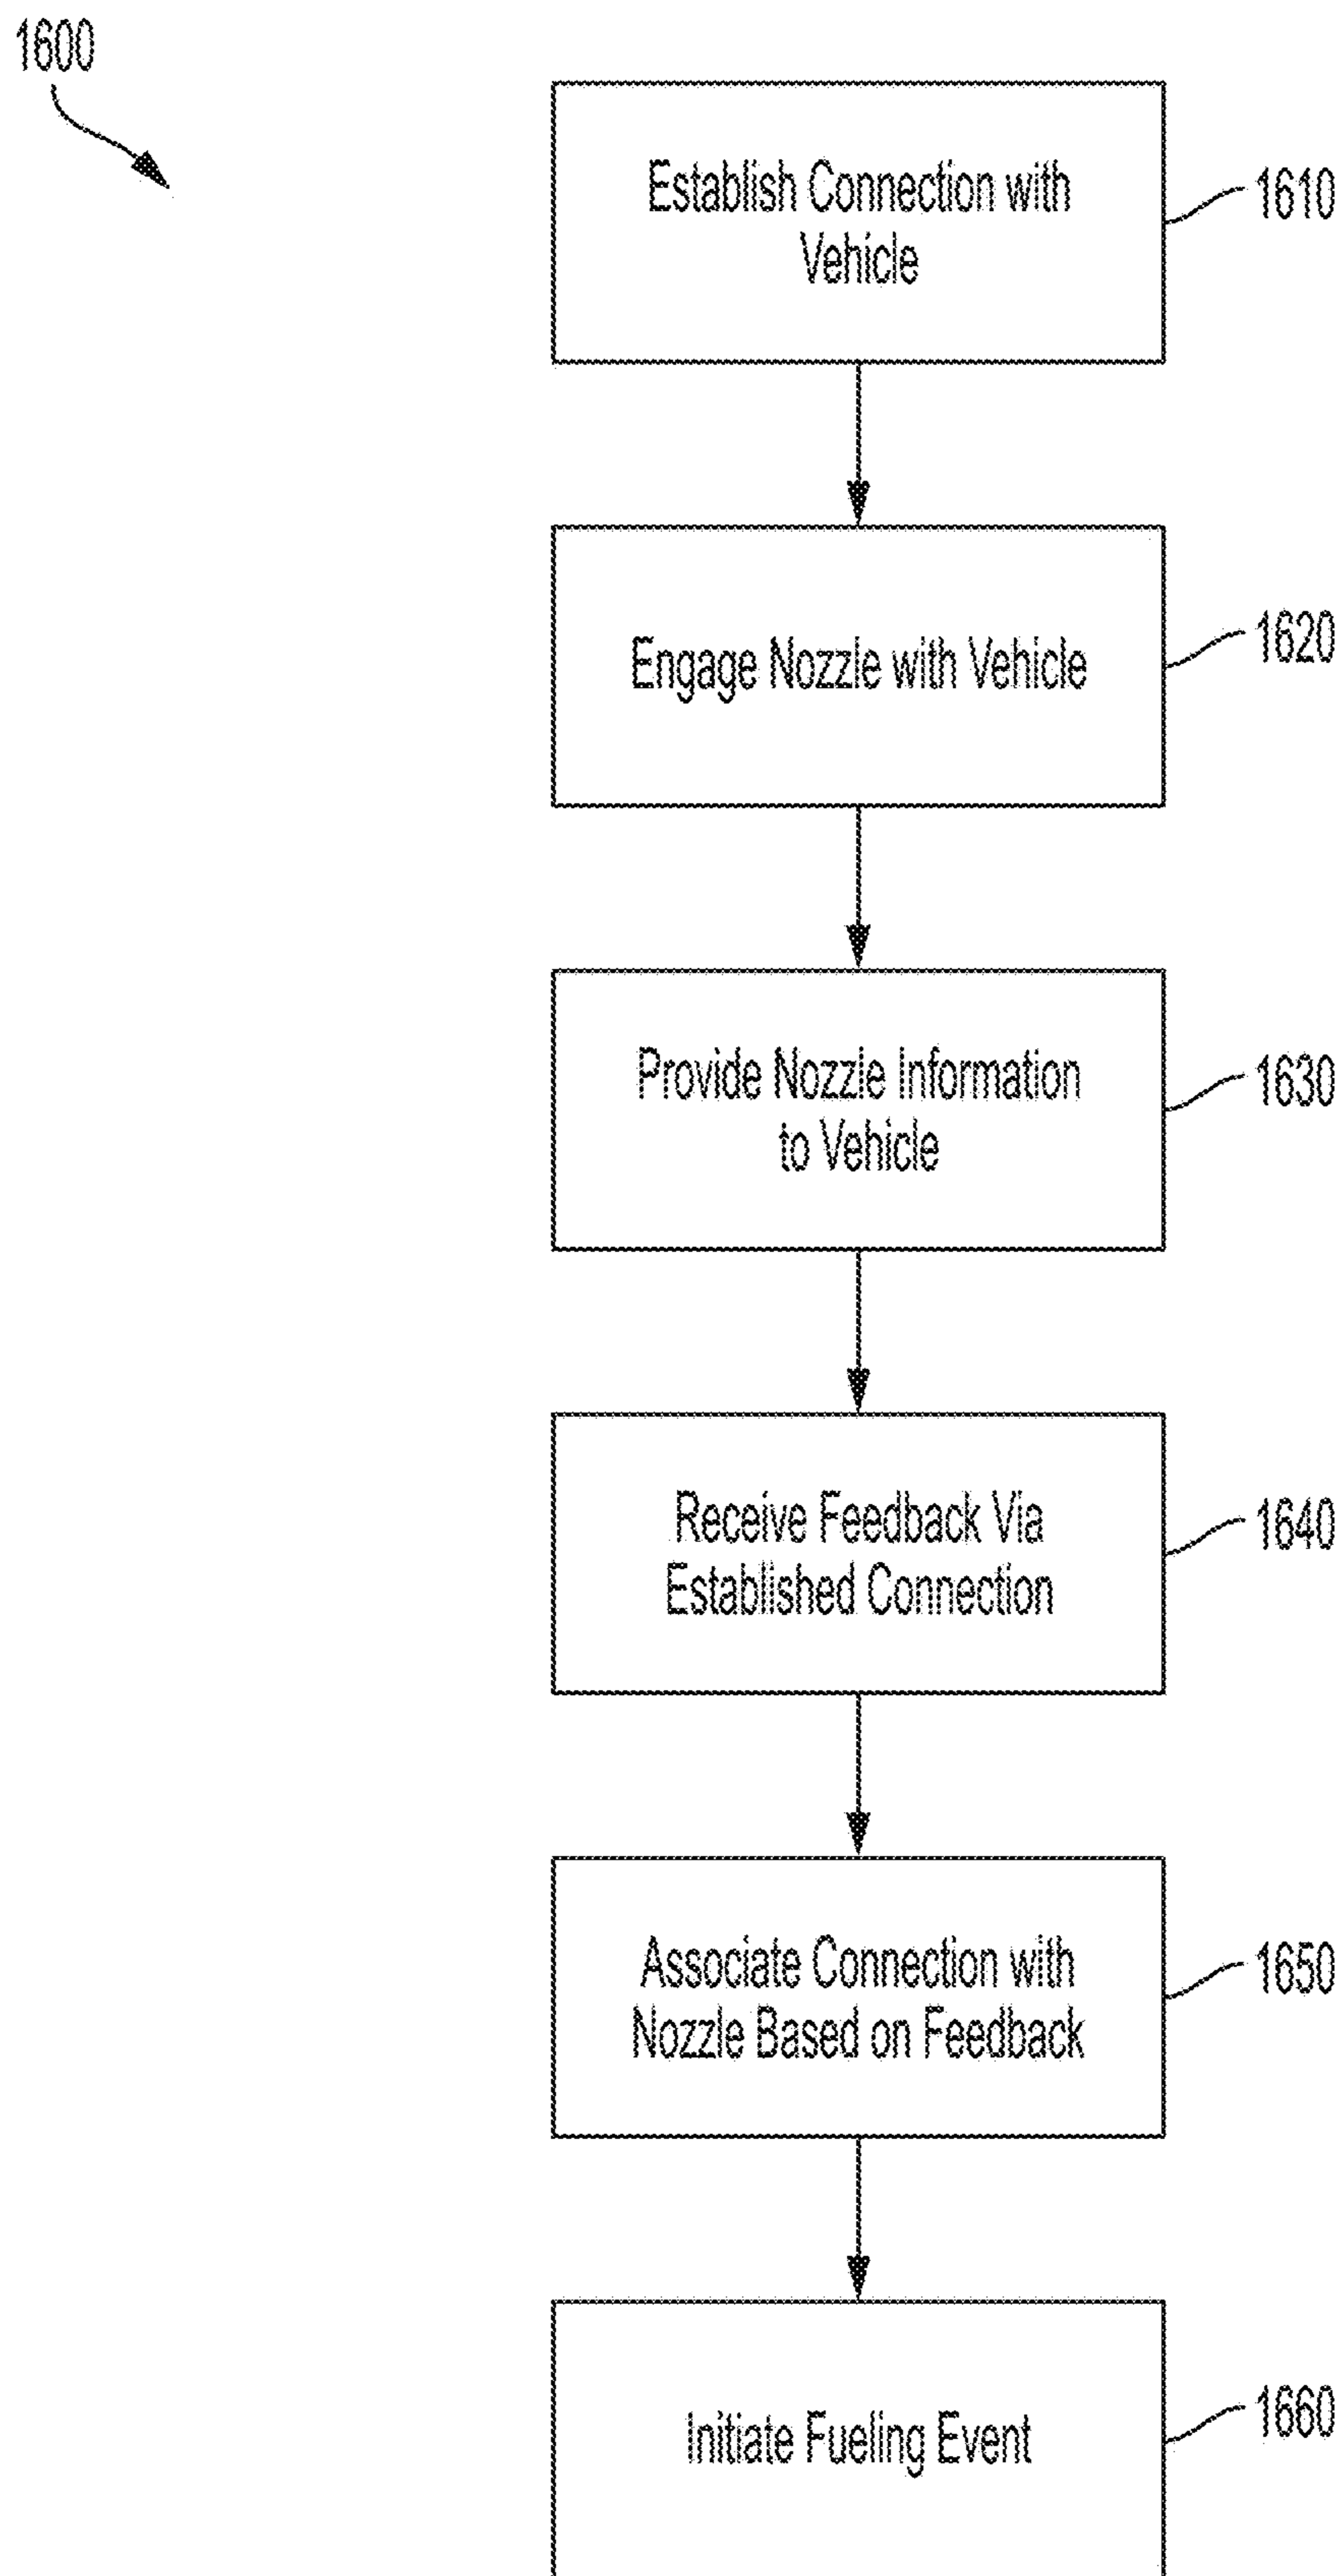 1600
Establish Connection with
Vehicle
1610
Engage Nozzle with Vehicle
1620
Provide Nozzle Information
to Vehicle
1630
Receive Feedback Via
Established Connection
1640
Associate Connection with
Nozzle Based on Feedback
1650
Initiate Fueling Event
1660